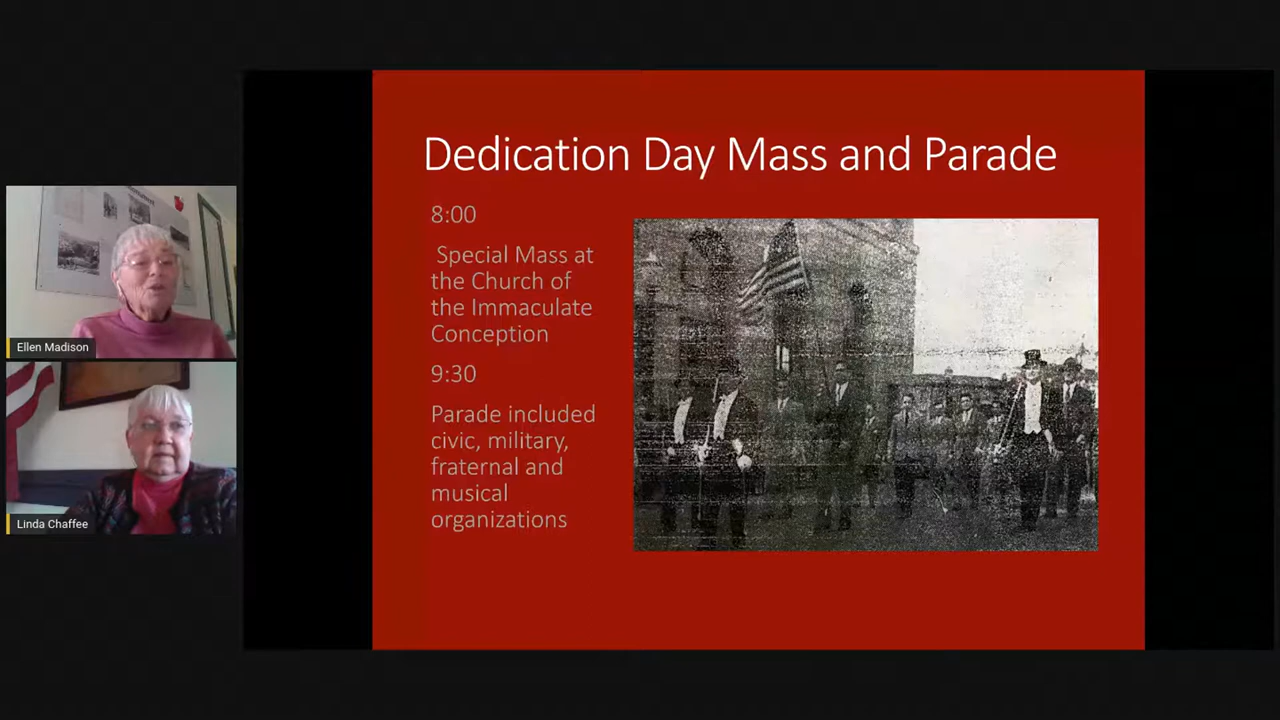 Dedication Day Mass and Parade
8:00
Special Mass at
the Church of
the Immaculate
Conception
9:30
Parade included
civic, military,
fraternal and
musical
organizations
Ellen Madison
Linda Chaffee